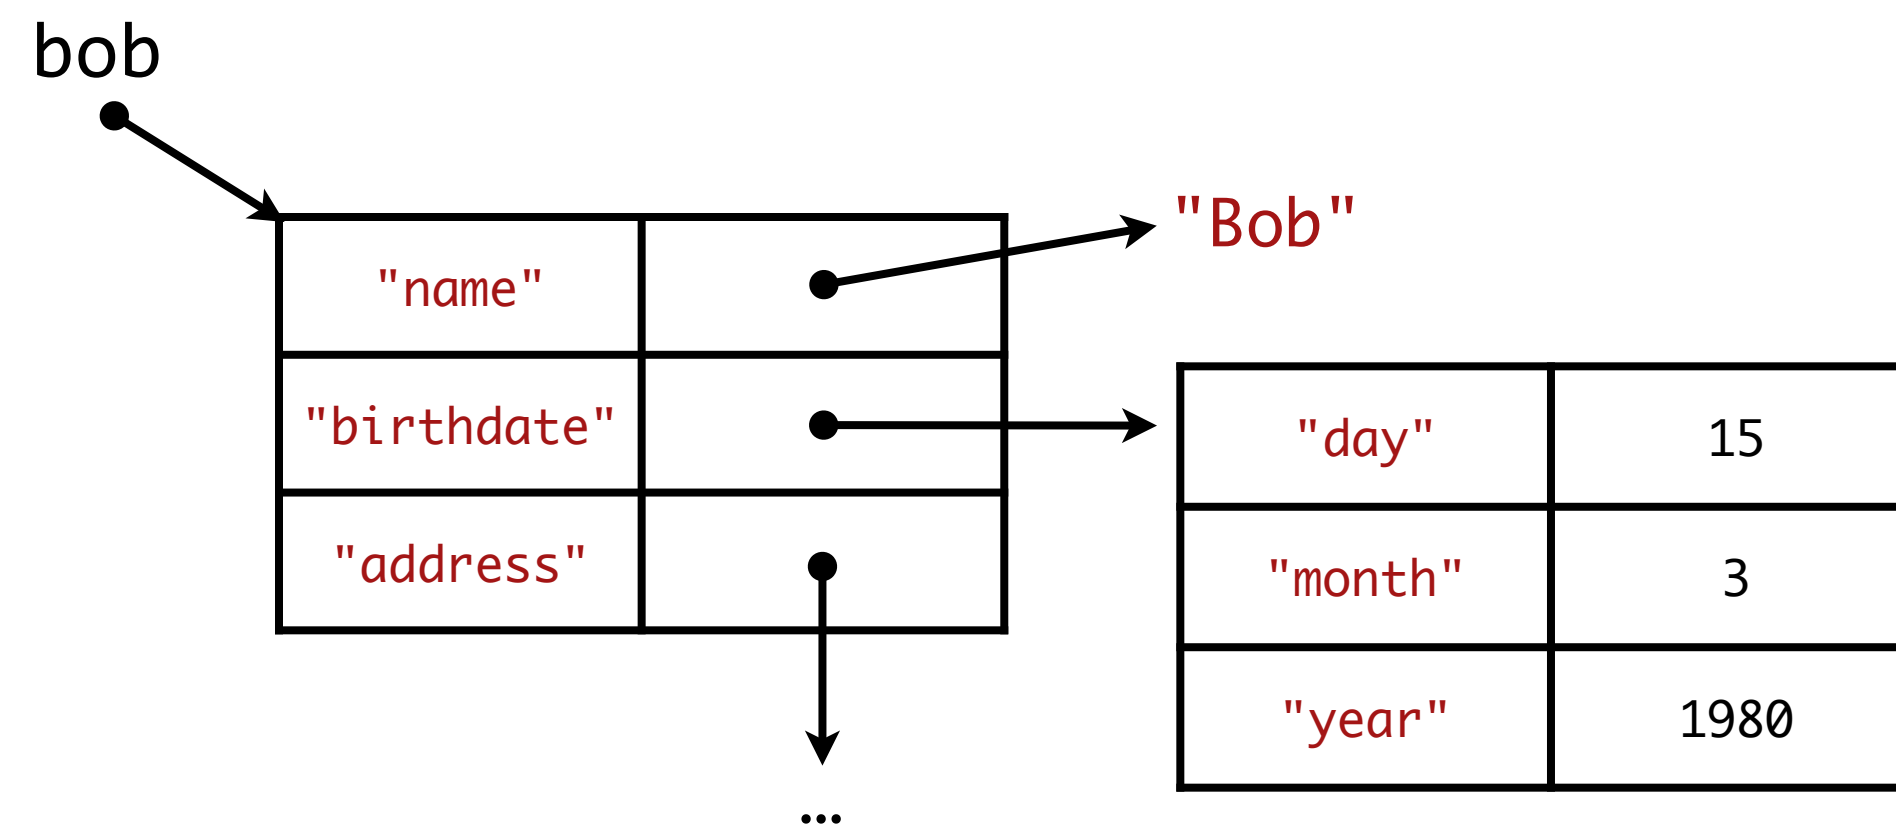 bob
"Bob"
"name"
"birthdate"
"address"
"day" 15
"month" 3
"year" 1980
...